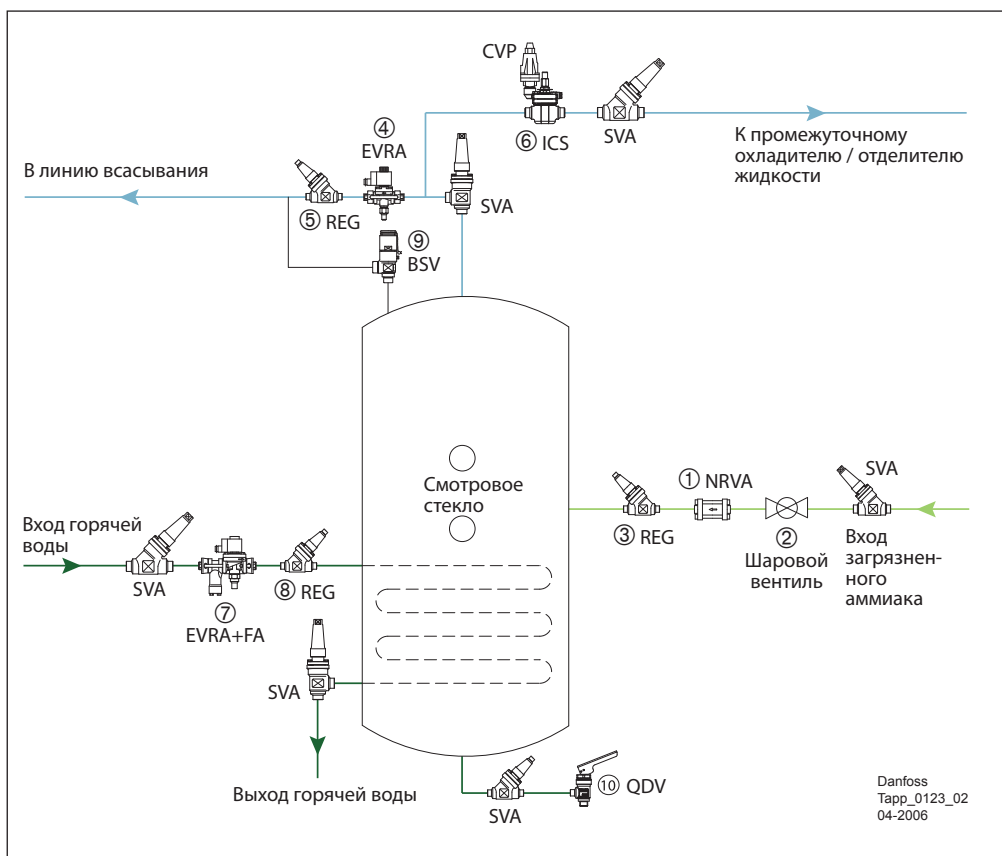 CVP
⑥ ICS
SVA
К промежуточному
охладителю / отделителю
жидкости
④
EVRA
В линию всасывания
⑤ REG
SVA
⑨
BSV
Смотровое
стекло
① NRVA
SVA
③ REG
②
Шаровой
вентиль
Вход
загрязнен-
ного
аммиака
Вход горячей
воды
SVA
⑦
EVRA+FA
⑧ REG
SVA
Выход горячей воды
SVA
⑩ QDV
Danfoss
Tapp_0123_02
04-2006